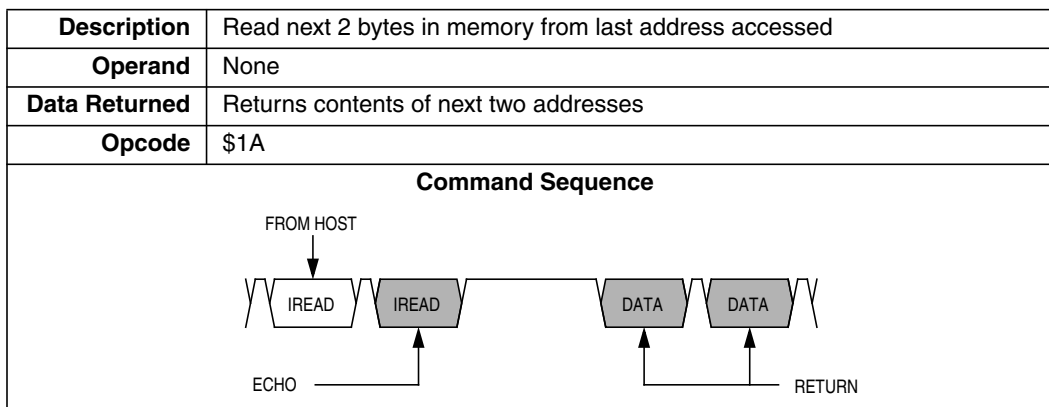 Description Read next 2 bytes in memory from last address accessed
Operand None
Data Returned Returns contents of next two addresses
Opcode $1A
Command Sequence
FROM HOST
IREAD IREAD DATA DATA
ECHO RETURN